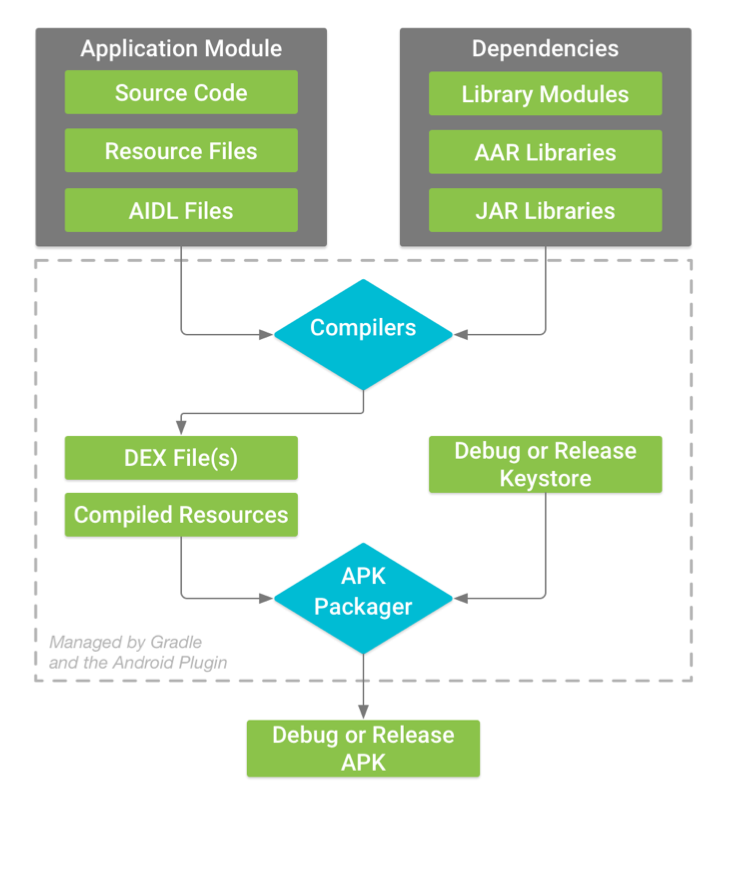 Application Module
Source Code
Resource Files
AIDL Files
Dependencies
Library Modules
AAR Libraries
JAR Libraries
Compilers
DEX File(s)
Compiled Resources
Debug or Release
Keystore
APK
Packager
Managed by Gradle
and the Android Plugin
Debug or Release
APK